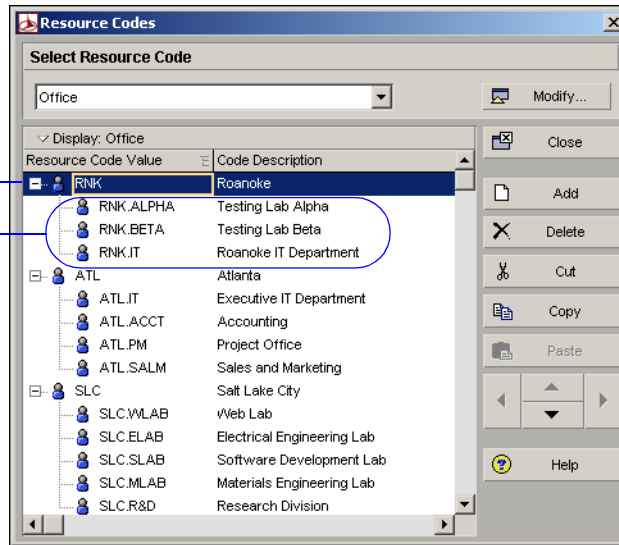 Resource Codes
Select Resource Code
Office
Modify...
Display: Office
Close
Resource Code Value Code Description
RNK Roanoke
Add
RNK.ALPHA Testing Lab Alpha
RNK.BETA Testing Lab Beta
Delete
RNK.IT Roanoke IT Department
ATL Atlanta
Cut
ATL.IT Executive IT Department
Copy
ATL.ACCT Accounting
ATL.PM Project Office
Paste
ATL.SALM Sales and Marketing
SLC Salt Lake City
SLC.WLAB Web Lab
SLC.ELAB Electrical Engineering Lab
SLC.SLAB Software Development Lab
Help
SLC.MLAB Materials Engineering Lab
SLC.R&D Research Division